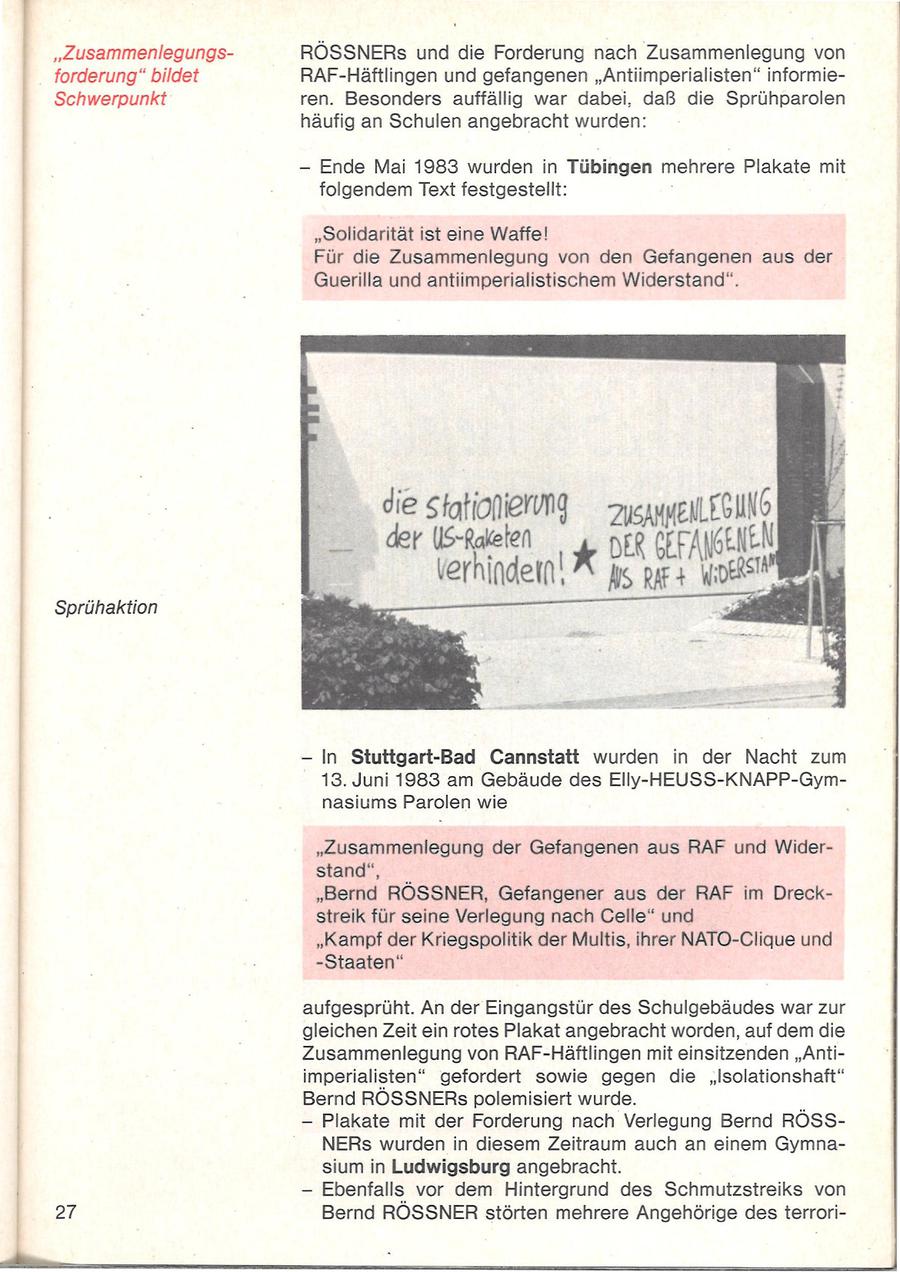 „Zusammenlegungs-
forderung“ bildet
Schwerpunkt
RÖSSNERs und die Forderung nach Zusammenlegung von
RAF-Häftlingen und gefangenen „Antiimperialisten“ informie-
ren. Besonders auffällig war dabei, daß die Sprühparolen
häufig an Schulen angebracht wurden:
– Ende Mai 1983 wurden in Tübingen mehrere Plakate mit
folgendem Text festgestellt:
„Solidarität ist eine Waffe!
Für die Zusammenlegung von den Gefangenen aus der
Guerilla und antiimperialistischem Widerstand“.
die Stationierung
der US-Raketen
verhindern!
ZUSAMMENLEGUNG
DER GEFANGENEN
AUS RAF + WiDERSTAN
Sprühaktion
– In Stuttgart-Bad Cannstatt wurden in der Nacht zum
13. Juni 1983 am Gebäude des Elly-HEUSS-KNAPP-Gym-
nasiums Parolen wie
„Zusammenlegung der Gefangenen aus RAF und Wider-
stand“,
„Bernd RÖSSNER, Gefangener aus der RAF im Dreck-
streik für seine Verlegung nach Celle“ und
„Kampf der Kriegspolitik der Multis, ihrer NATO-Clique und
-Staaten“
aufgesprüht. An der Eingangstür des Schulgebäudes war zur
gleichen Zeit ein rotes Plakat angebracht worden, auf dem die
Zusammenlegung von RAF-Häftlingen mit einsitzenden „Anti-
imperialisten“ gefordert sowie gegen die „Isolationshaft“
Bernd RÖSSNERs polemisiert wurde.
– Plakate mit der Forderung nach Verlegung Bernd RÖSS-
NERs wurden in diesem Zeitraum auch an einem Gymna-
sium in Ludwigsburg angebracht.
– Ebenfalls vor dem Hintergrund des Schmutzstreiks von
Bernd RÖSSNER störten mehrere Angehörige des terrori-
27